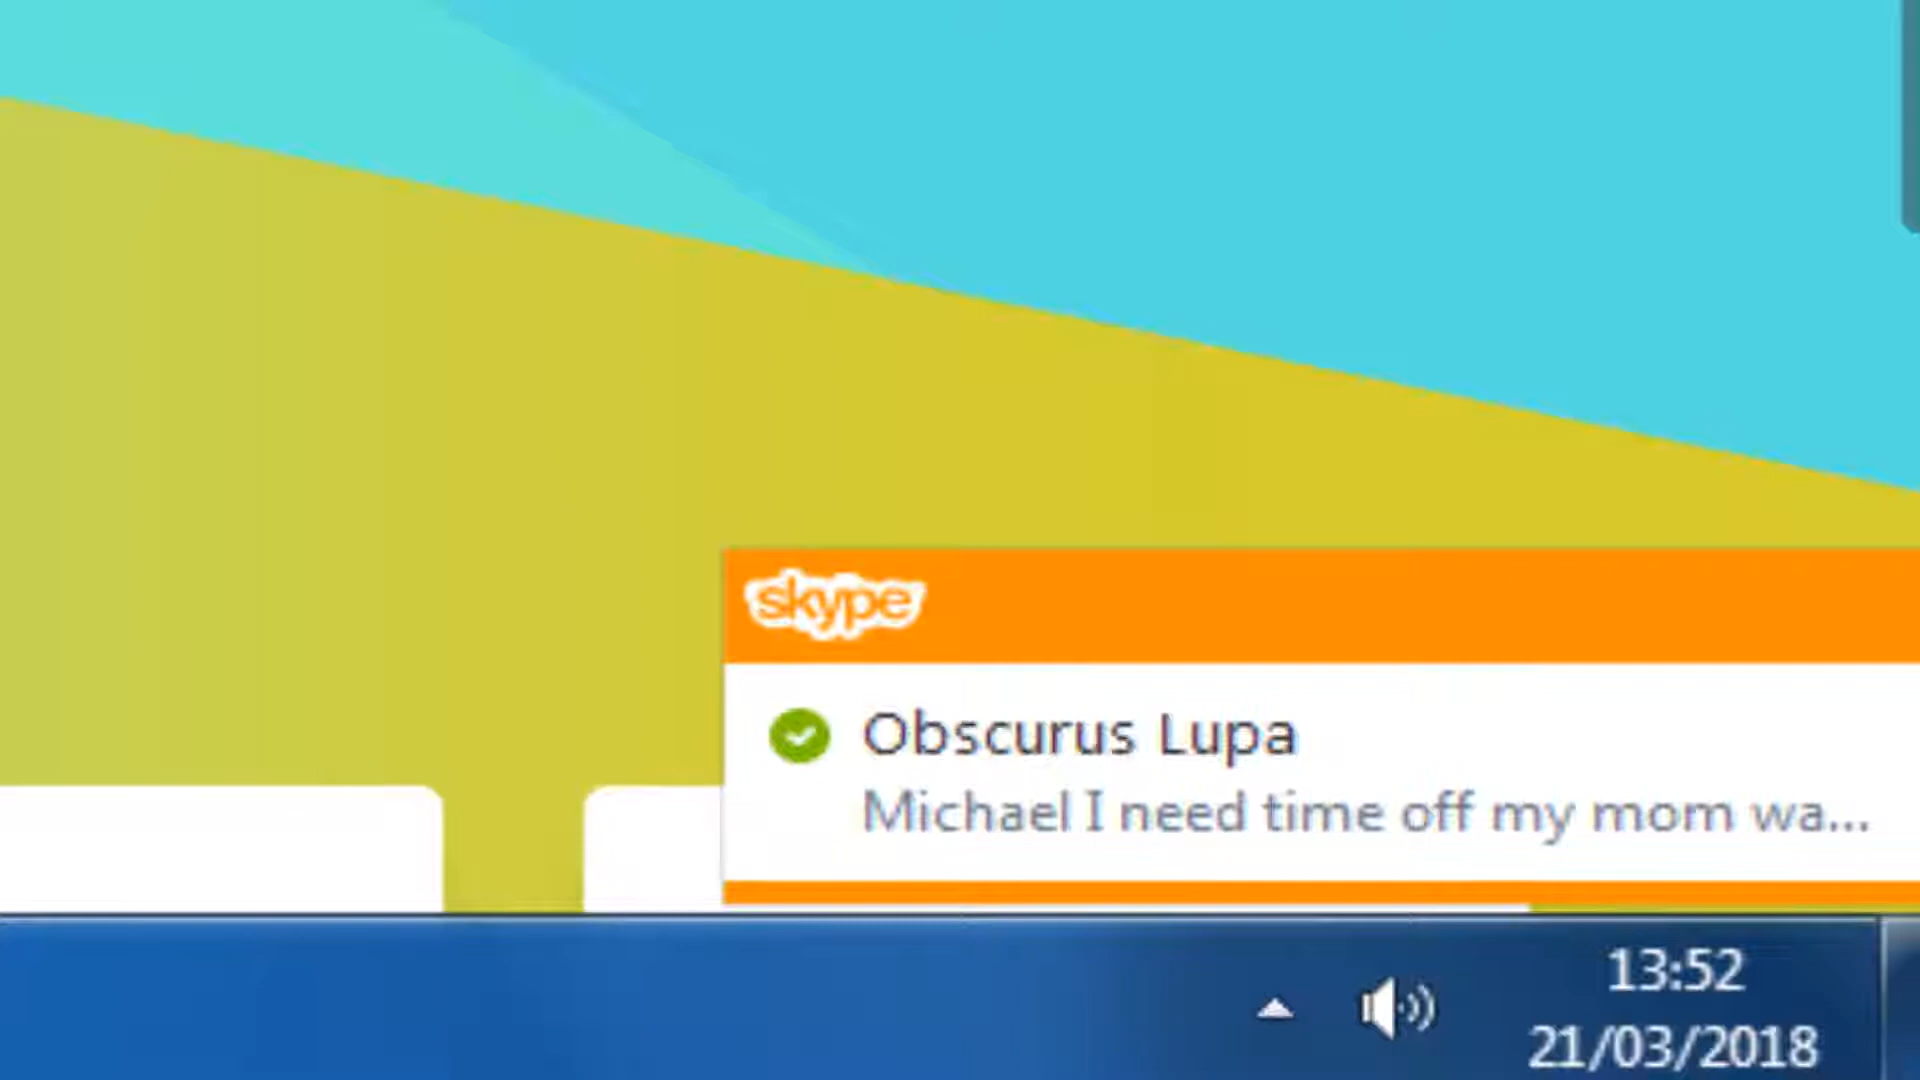 skype
Obscurus Lupa
Michael I need time off my mom wa...
13:52
21/03/2018